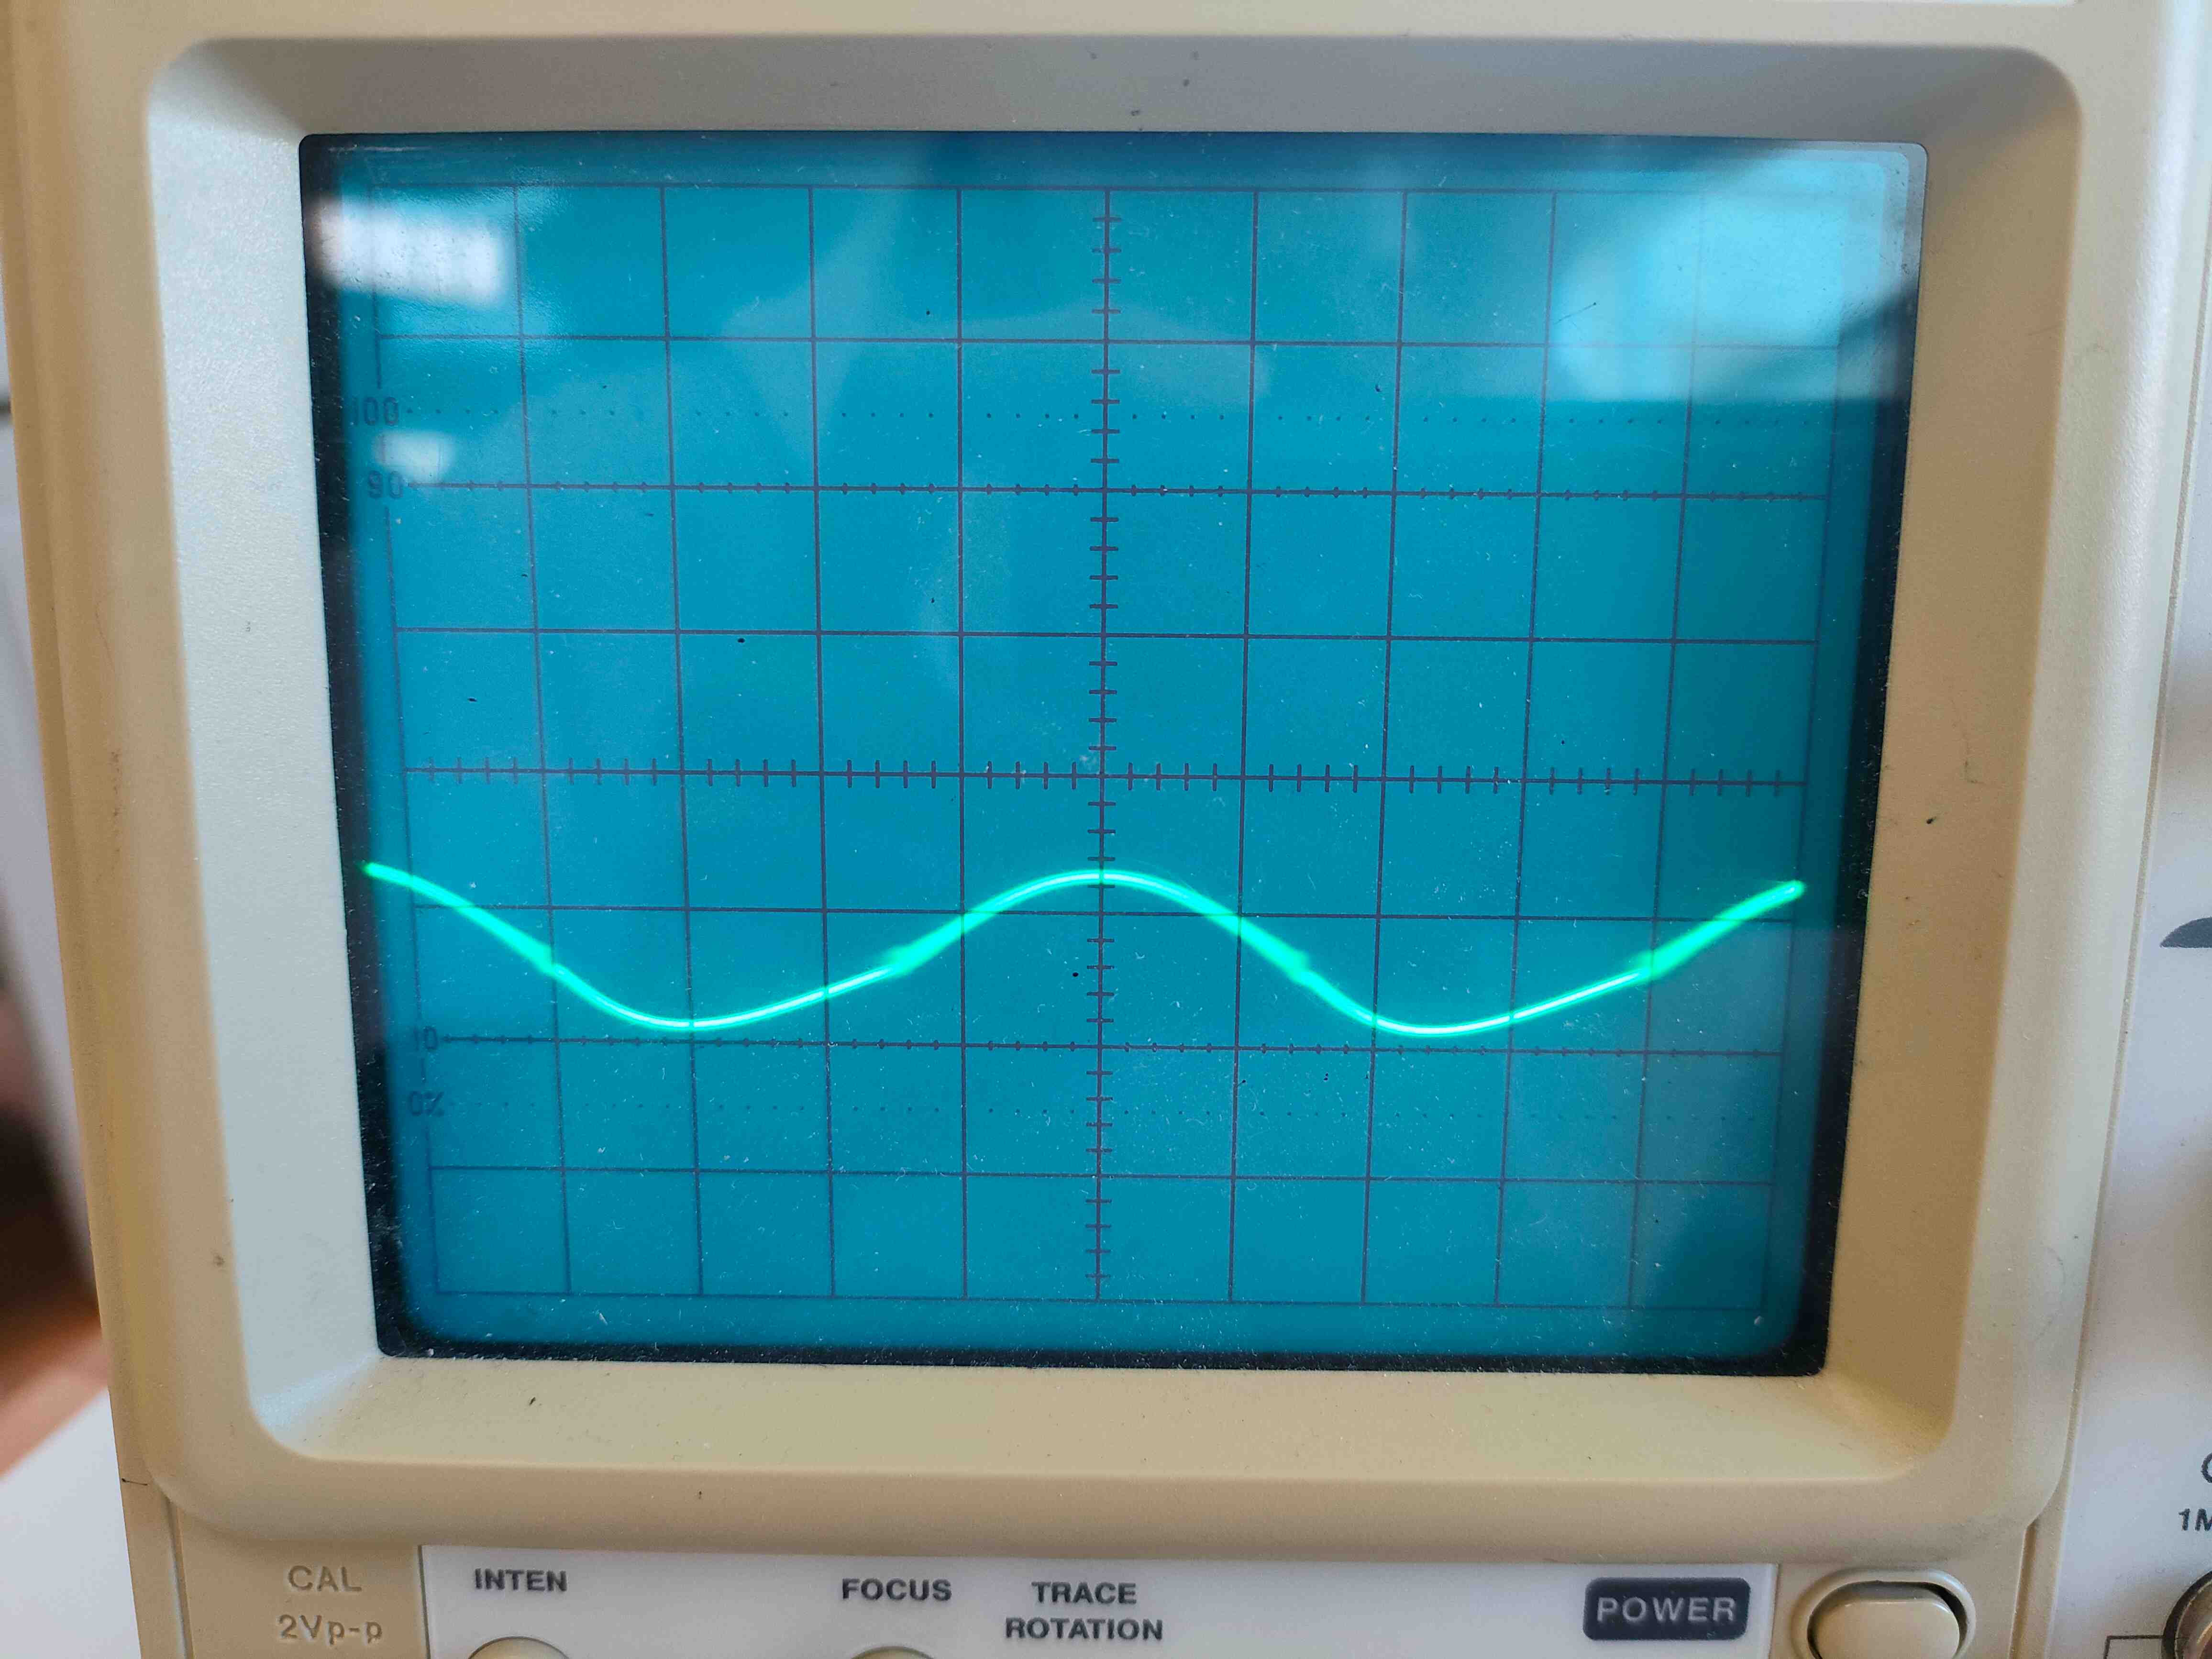 100
90
10
0%
CAL
2Vp-p
INTEN
FOCUS
TRACE
ROTATION
POWER